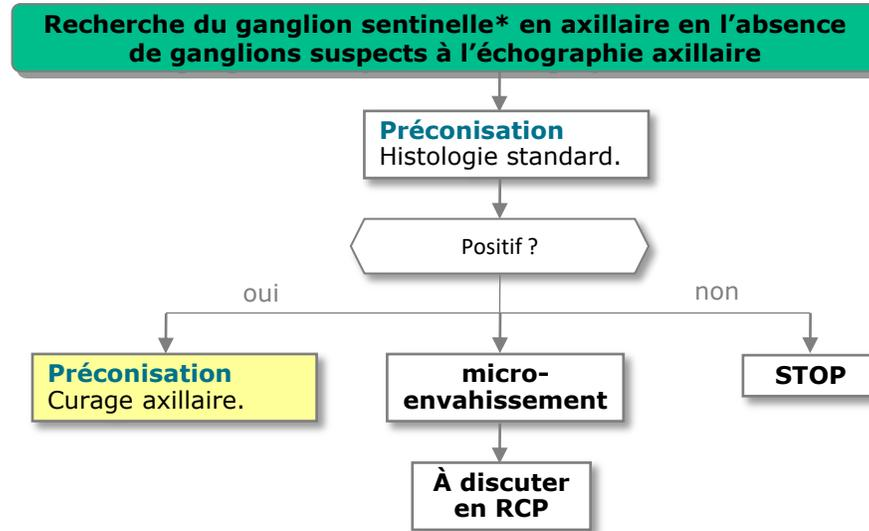 Recherche du ganglion sentinelle* en axillaire en l’absence
de ganglions suspects à l’échographie axillaire
Préconisation
Histologie standard.
Positif ?
oui
non
Préconisation
Curage axillaire.
micro-
envahissement
STOP
À discuter
en RCP